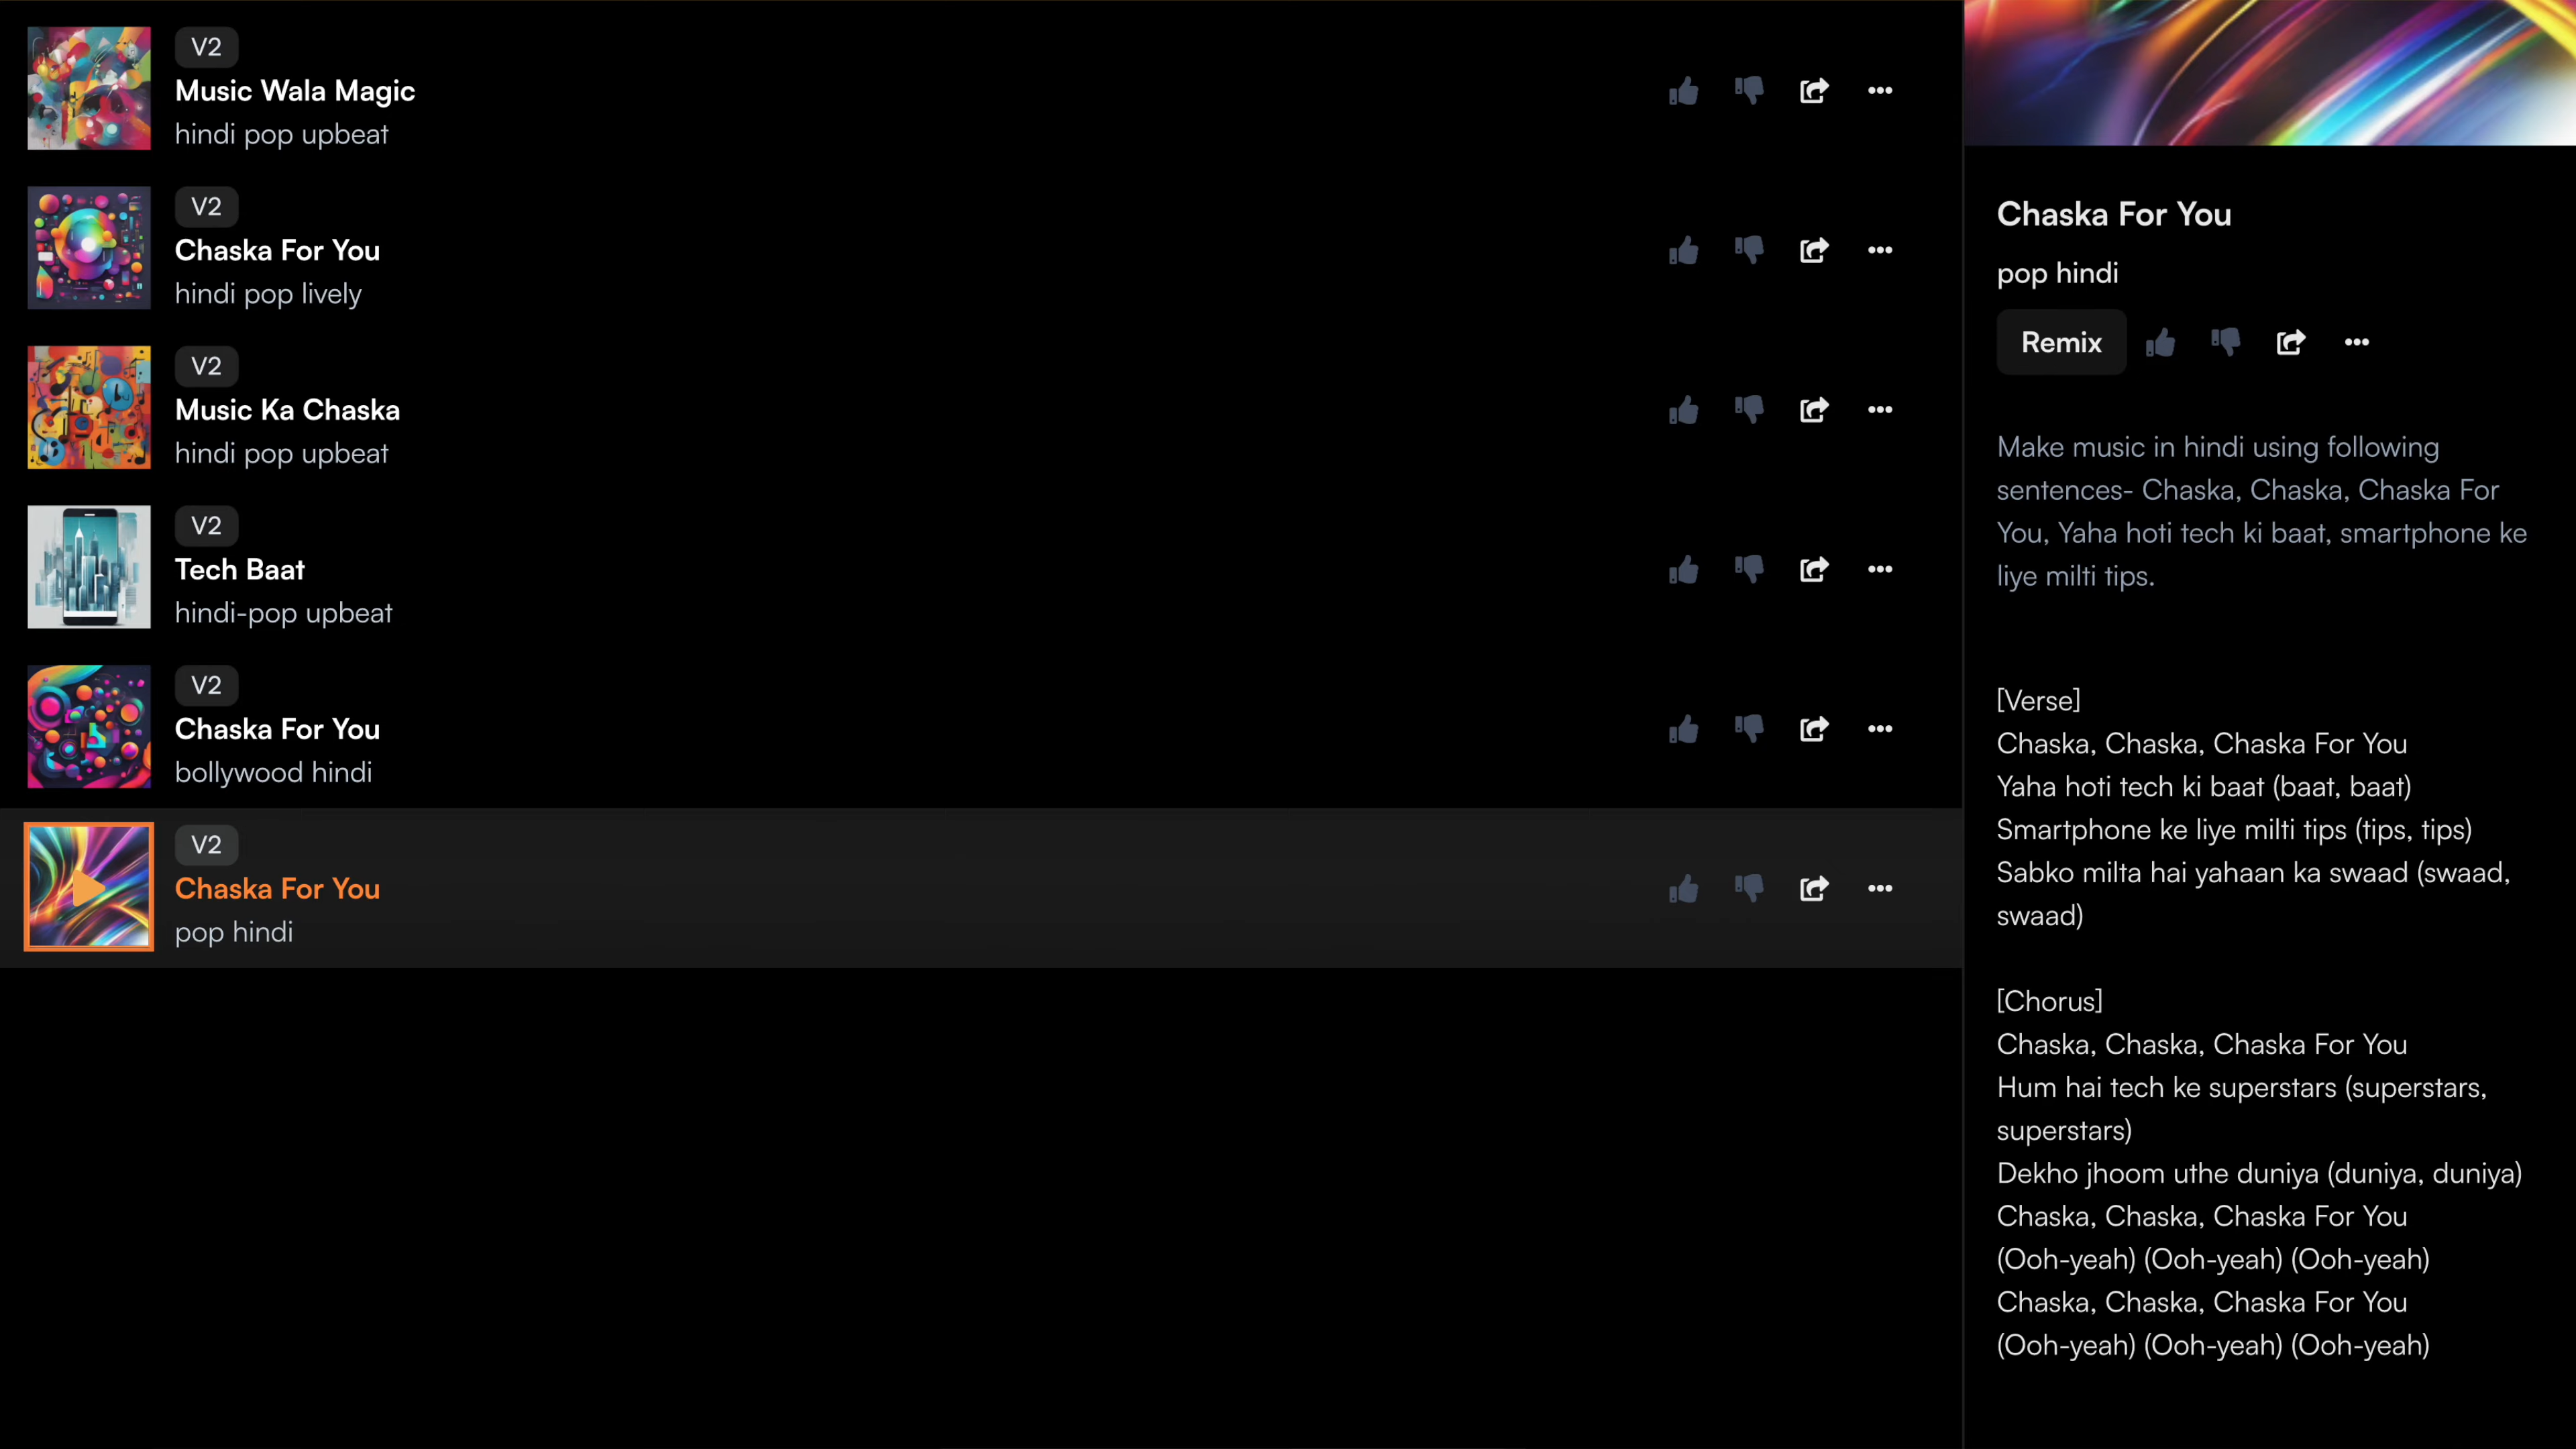 V2
Music Wala Magic
hindi pop upbeat
V2
Chaska For You
hindi pop lively
V2
Music Ka Chaska
hindi pop upbeat
V2
Tech Baat
hindi-pop upbeat
V2
Chaska For You
bollywood hindi
V2
Chaska For You
pop hindi
Chaska For You
pop hindi
Remix
Make music in hindi using following
sentences- Chaska, Chaska, Chaska For
You, Yaha hoti tech ki baat, smartphone ke
liye milti tips.
[Verse]
Chaska, Chaska, Chaska For You
Yaha hoti tech ki baat (baat, baat)
Smartphone ke liye milti tips (tips, tips)
Sabko milta hai yahaan ka swaad (swaad,
swaad)
[Chorus]
Chaska, Chaska, Chaska For You
Hum hai tech ke superstars (superstars,
superstars)
Dekho jhoom uthe duniya (duniya, duniya)
Chaska, Chaska, Chaska For You
(Ooh-yeah) (Ooh-yeah) (Ooh-yeah)
Chaska, Chaska, Chaska For You
(Ooh-yeah) (Ooh-yeah) (Ooh-yeah)